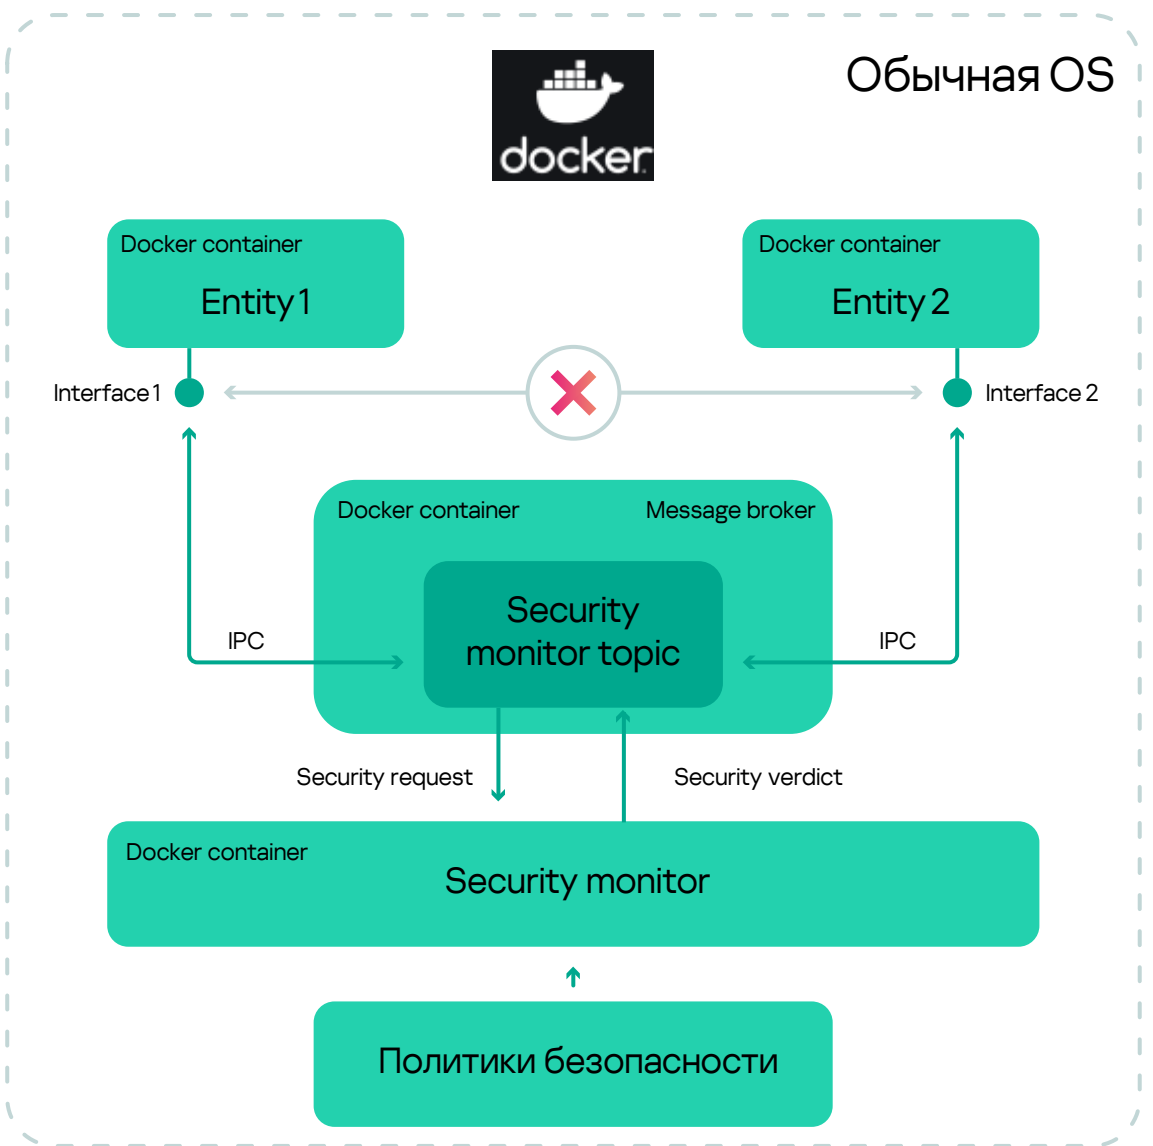 Обычная OS
docker
Docker container
Entity 1
Docker container
Entity 2
Interface 1
Interface 2
Docker container
Message broker
Security
monitor topic
IPC
IPC
Security request
Security verdict
Docker container
Security monitor
Политики безопасности